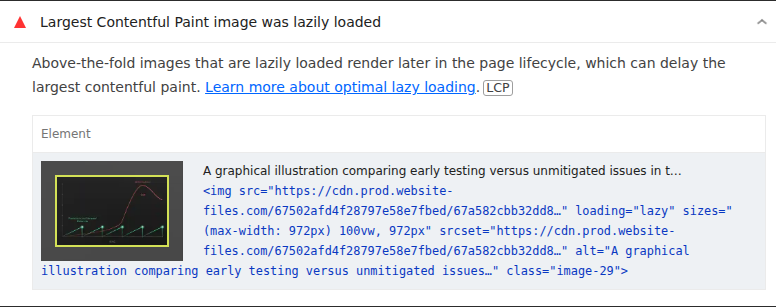 Largest Contentful Paint image was lazily loaded
Above-the-fold images that are lazily loaded render later in the page lifecycle, which can delay the
largest contentful paint. Learn more about optimal lazy loading. LCP
Element
A graphical illustration comparing early testing versus unmitigated issues in t…
<img src="https://cdn.prod.website-
files.com/67502afd4f28797e58e7fbed/67a582cbb32dd8…" loading="lazy" sizes="
(max-width: 972px) 100vw, 972px" srcset="https://cdn.prod.website-
files.com/67502afd4f28797e58e7fbed/67a582cbb32dd8…" alt="A graphical
illustration comparing early testing versus unmitigated issues…" class="image-29">